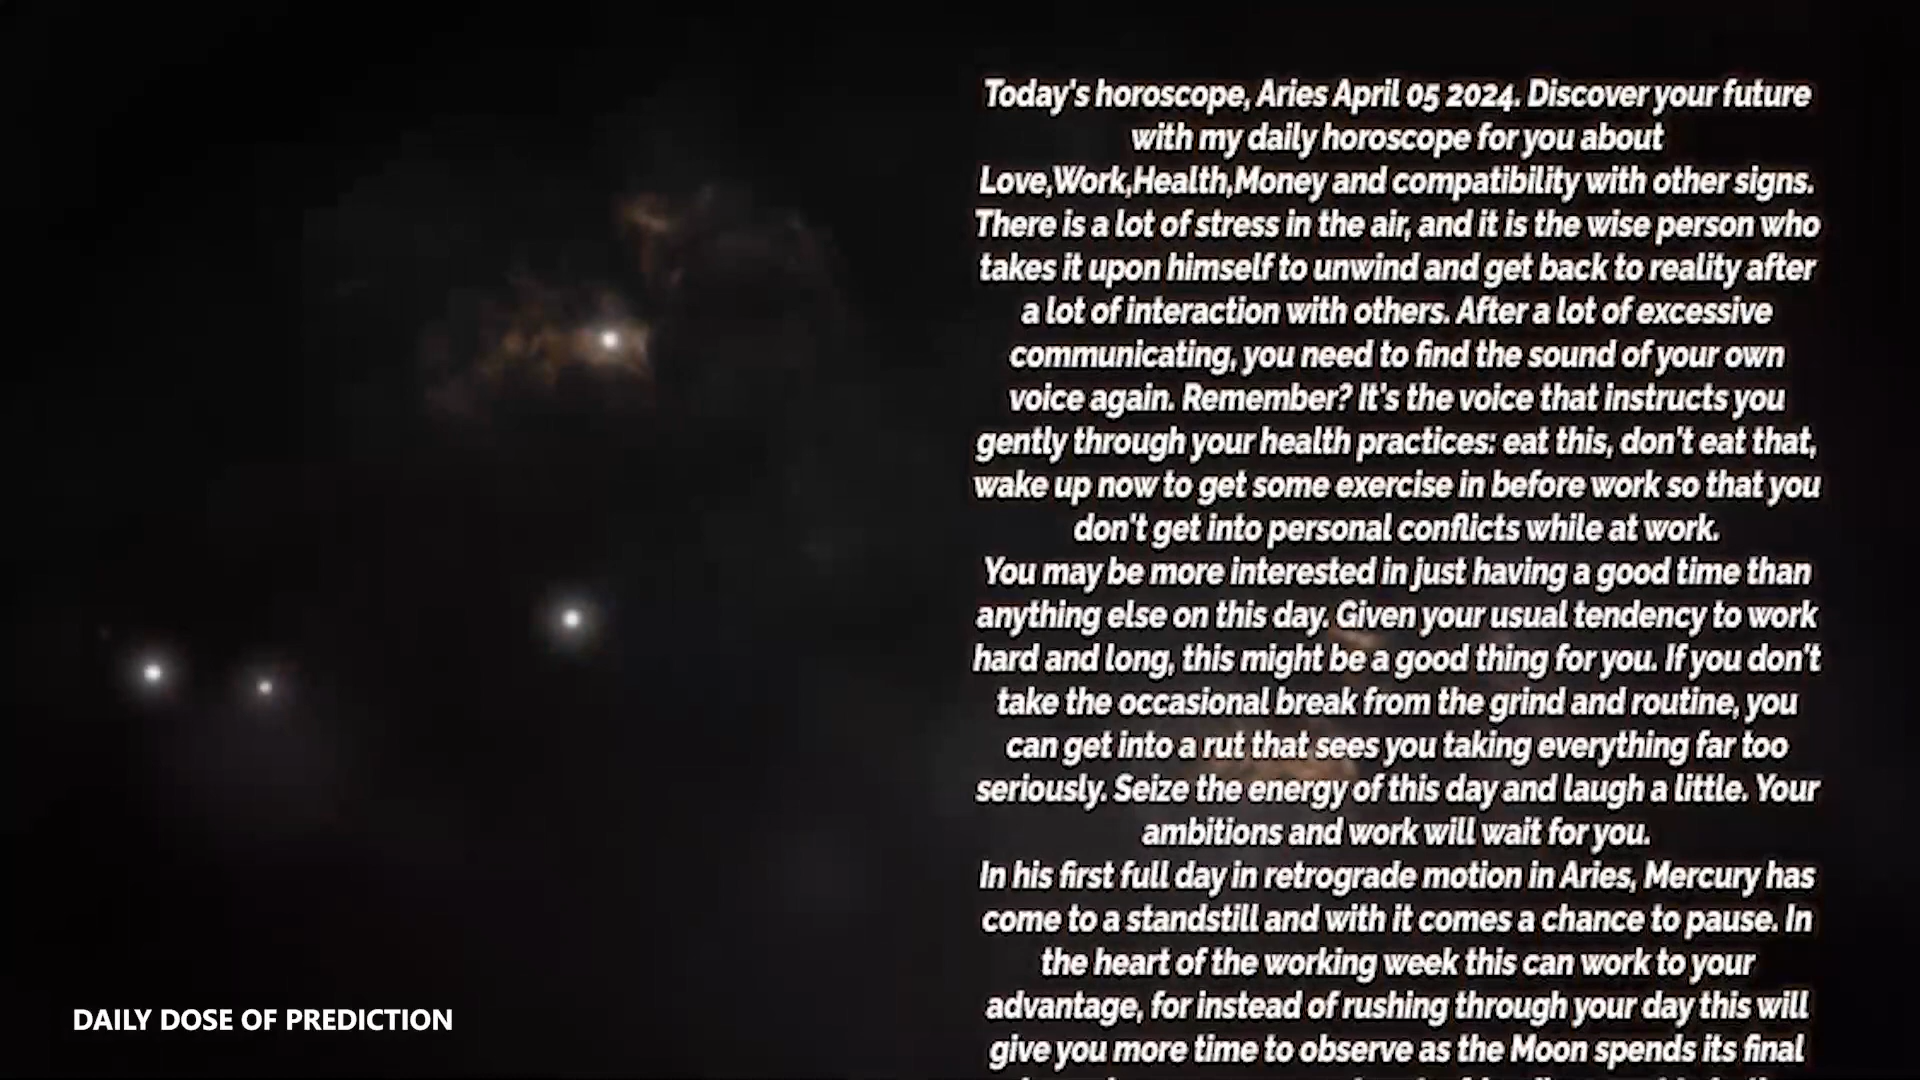 Today's horoscope, Aries April 05 2024. Discover your future
with my daily horoscope for you about
Love,Work,Health,Money and compatibility with other signs.
There is a lot of stress in the air, and it is the wise person who
takes it upon himself to unwind and get back to reality after
a lot of interaction with others. After a lot of excessive
communicating, you need to find the sound of your own
voice again. Remember? It's the voice that instructs you
gently through your health practices: eat this, don't eat that,
wake up now to get some exercise in before work so that you
don't get into personal conflicts while at work.
You may be more interested in just having a good time than
anything else on this day. Given your usual tendency to work
hard and long, this might be a good thing for you. If you don't
take the occasional break from the grind and routine, you
can get into a rut that sees you taking everything far too
seriously. Seize the energy of this day and laugh a little. Your
ambitions and work will wait for you.
In his first full day in retrograde motion in Aries, Mercury has
come to a standstill and with it comes a chance to pause. In
the heart of the working week this can work to your
advantage, for instead of rushing through your day this will
give you more time to observe as the Moon spends its final
DAILY DOSE OF PREDICTION